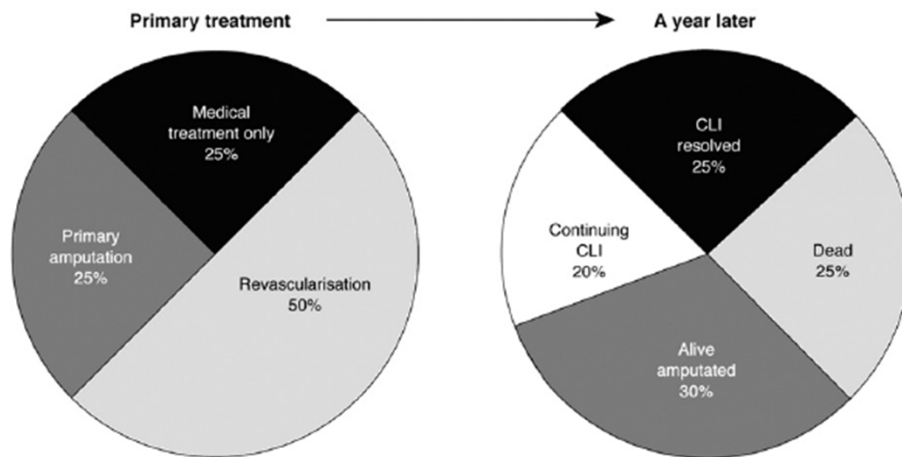 Primary treatment
A year later
Medical
treatment only
25%
Primary
amputation
25%
Revascularisation
50%
CLI
resolved
25%
Continuing
CLI
20%
Dead
25%
Alive
amputated
30%